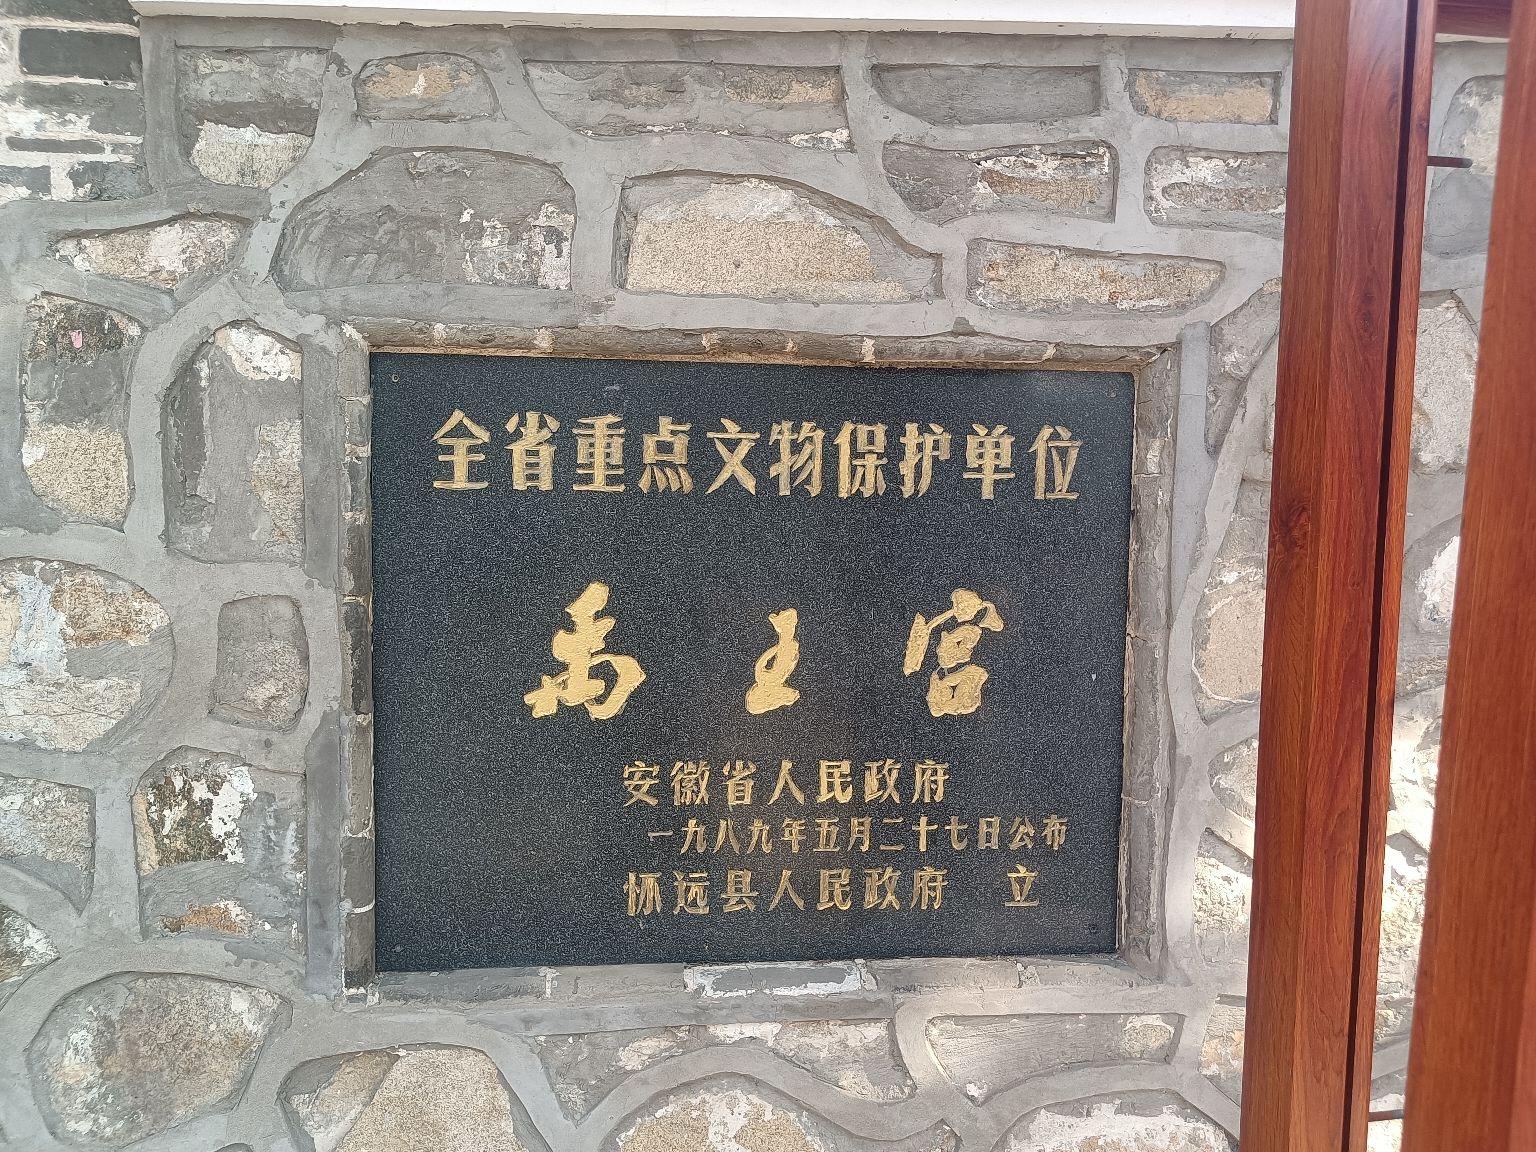 全省重点文物保护单位
禹王宫
安徽省人民政府
一九八九年五月二十七日公布
怀远县人民政府 立